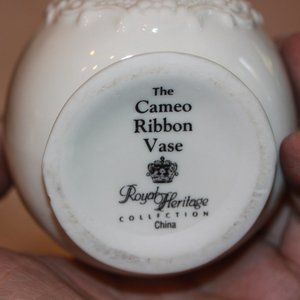 The
Cameo
Ribbon
Vase
Royal Heritage
COLLECTION
China